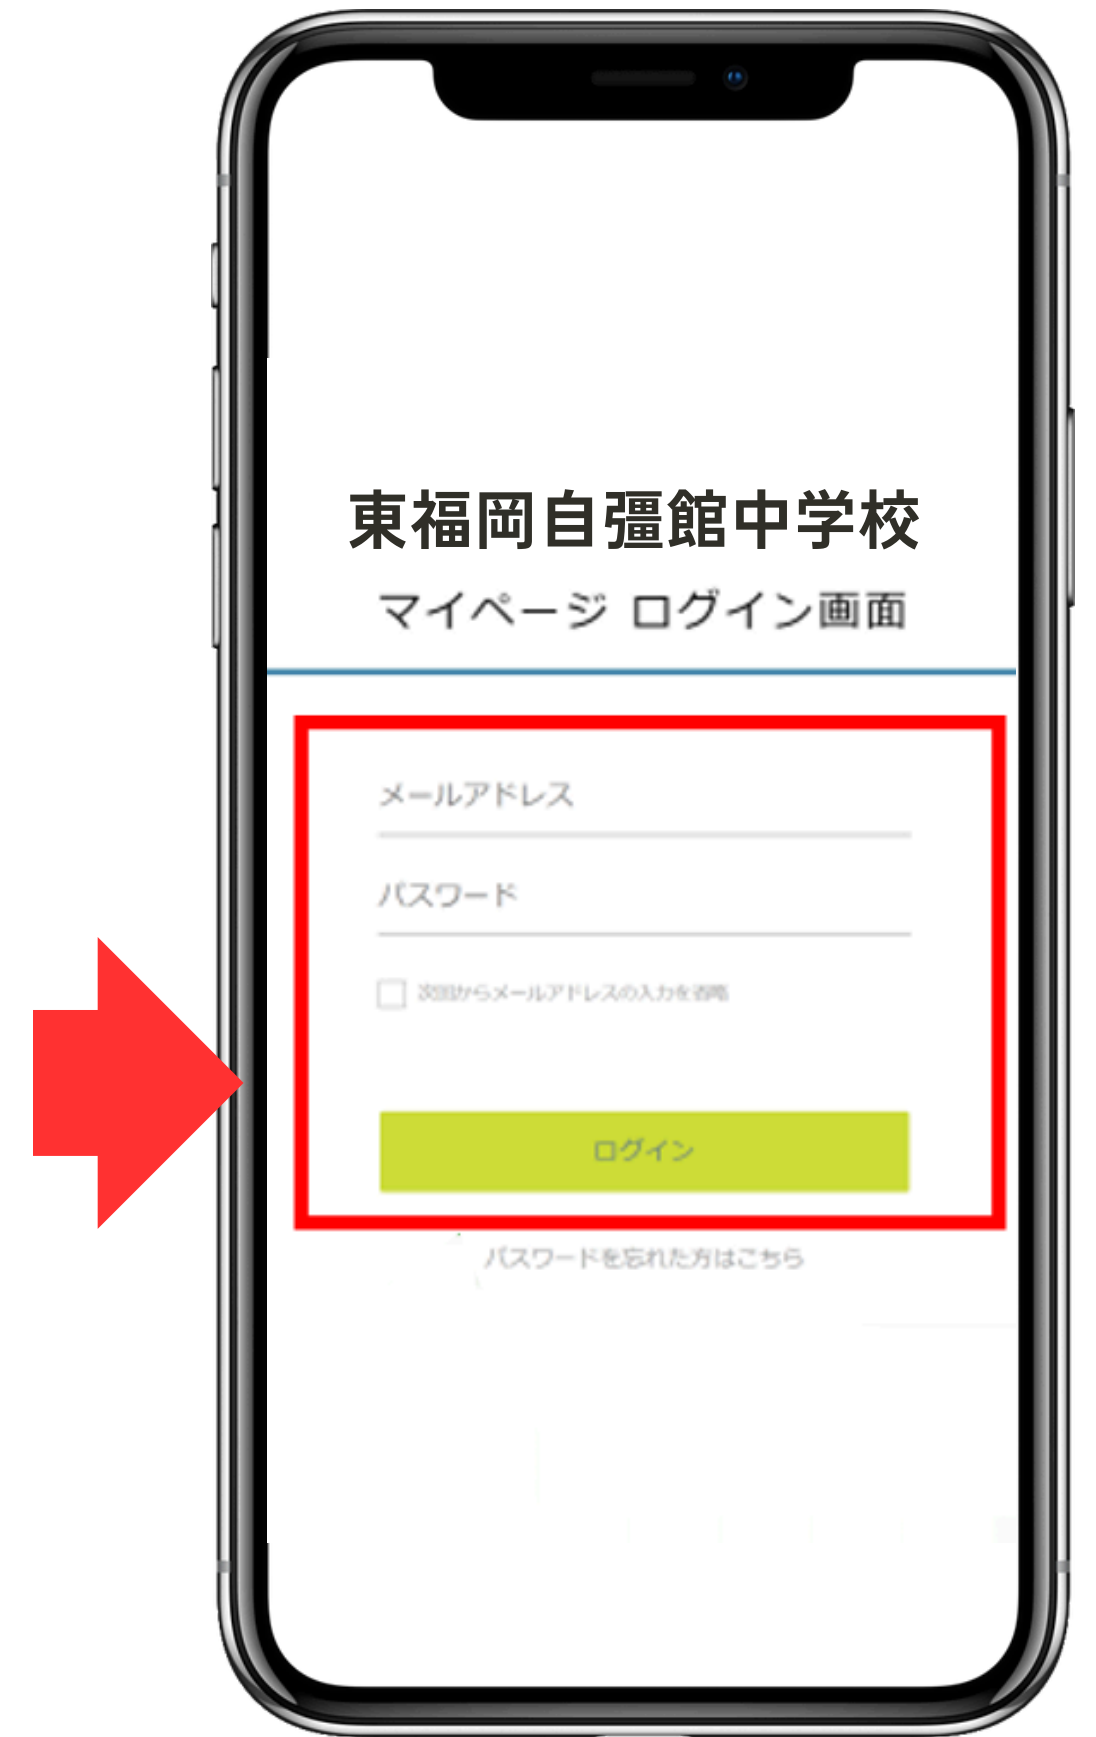 東福岡自彊館中学校
マイページ ログイン画面
メールアドレス
パスワード
次回からメールアドレスの入力を省略
ログイン
パスワードを忘れた方はこちら